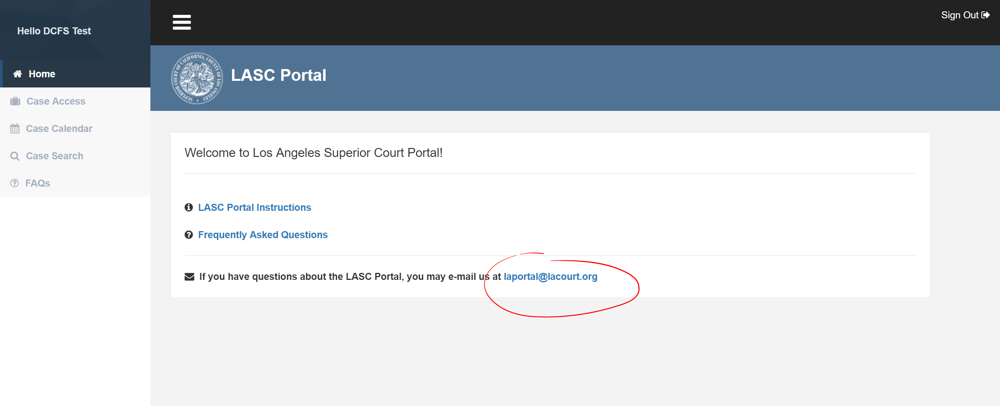 Hello DCFS Test
Sign Out
Home
Case Access
Case Calendar
Case Search
FAQs
SUPERIOR COURT OF CALIFORNIA, COUNTY OF LOS ANGELES
LASC Portal
Welcome to Los Angeles Superior Court Portal!
LASC Portal Instructions
Frequently Asked Questions
If you have questions about the LASC Portal, you may e-mail us at laportal@lacourt.org